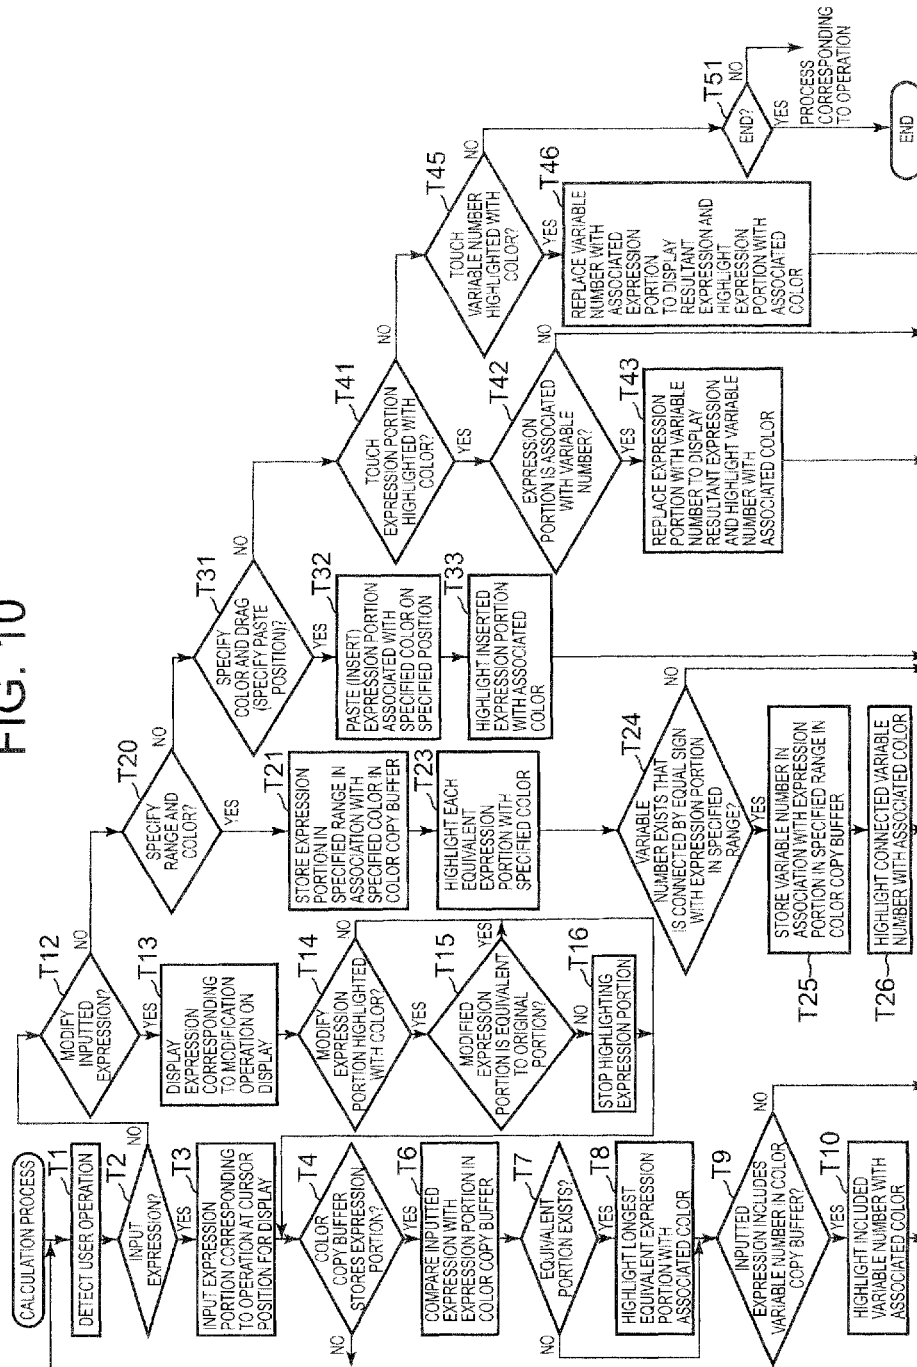 FIG. 10
CALCULATION PROCESS
T1
DETECT USER OPERATION
T2
INPUT
EXPRESSION?
NO
YES
T3
INPUT EXPRESSION
PORTION CORRESPONDING
TO OPERATION AT CURSOR
POSITION FOR DISPLAY
T4
COLOR
COPY BUFFER
STORES EXPRESSION
PORTION?
NO
YES
T6
COMPARE INPUTTED
EXPRESSION WITH
EXPRESSION PORTION IN
COLOR COPY BUFFER
T7
EQUIVALENT
PORTION EXISTS?
NO
YES
T8
HIGHLIGHT LONGEST
EQUIVALENT EXPRESSION
PORTION WITH
ASSOCIATED COLOR
T9
INPUTTED
EXPRESSION INCLUDES
VARIABLE NUMBER IN COLOR
COPY BUFFER?
NO
YES
T10
HIGHLIGHT INCLUDED
VARIABLE NUMBER WITH
ASSOCIATED COLOR
T12
MODIFY
INPUTTED
EXPRESSION?
NO
YES
T13
DISPLAY
EXPRESSION
CORRESPONDING
TO MODIFICATION
OPERATION ON
DISPLAY
T14
MODIFY
EXPRESSION
PORTION HIGHLIGHTED
WITH COLOR?
NO
YES
T15
MODIFIED
EXPRESSION
PORTION IS EQUIVALENT
TO ORIGINAL
PORTION?
YES
NO
T16
STOP HIGHLIGHTING
EXPRESSION PORTION
T20
SPECIFY
RANGE AND
COLOR?
NO
YES
T21
STORE EXPRESSION
PORTION IN
SPECIFIED RANGE IN
ASSOCIATION WITH
SPECIFIED COLOR IN
COLOR COPY BUFFER
T23
HIGHLIGHT EACH
EQUIVALENT
EXPRESSION
PORTION WITH
SPECIFIED COLOR
T24
VARIABLE
NUMBER EXISTS THAT
IS CONNECTED BY EQUAL SIGN
WITH EXPRESSION PORTION
IN SPECIFIED
RANGE?
NO
YES
STORE VARIABLE NUMBER IN
ASSOCIATION WITH EXPRESSION
PORTION IN SPECIFIED RANGE IN
COLOR COPY BUFFER
T25
HIGHLIGHT CONNECTED VARIABLE
NUMBER WITH ASSOCIATED COLOR
T26
T31
SPECIFY
COLOR AND DRAG
(SPECIFY PASTE
POSITION)?
NO
YES
T32
PASTE (INSERT)
EXPRESSION PORTION
ASSOCIATED WITH
SPECIFIED COLOR ON
SPECIFIED POSITION
T33
HIGHLIGHT INSERTED
EXPRESSION PORTION
WITH ASSOCIATED
COLOR
T41
TOUCH
EXPRESSION PORTION
HIGHLIGHTED WITH
COLOR?
NO
YES
T42
EXPRESSION
PORTION IS ASSOCIATED
WITH VARIABLE
NUMBER?
NO
YES
T43
REPLACE EXPRESSION
PORTION WITH VARIABLE
NUMBER TO DISPLAY
RESULTANT EXPRESSION
AND HIGHLIGHT VARIABLE
NUMBER WITH
ASSOCIATED COLOR
T45
TOUCH
VARIABLE NUMBER
HIGHLIGHTED WITH
COLOR?
NO
YES
T46
REPLACE VARIABLE
NUMBER WITH
ASSOCIATED
EXPRESSION
PORTION
TO DISPLAY
RESULTANT
EXPRESSION AND
HIGHLIGHT
EXPRESSION
PORTION WITH
ASSOCIATED
COLOR
T51
END?
NO
YES
PROCESS
CORRESPONDING
TO OPERATION
END